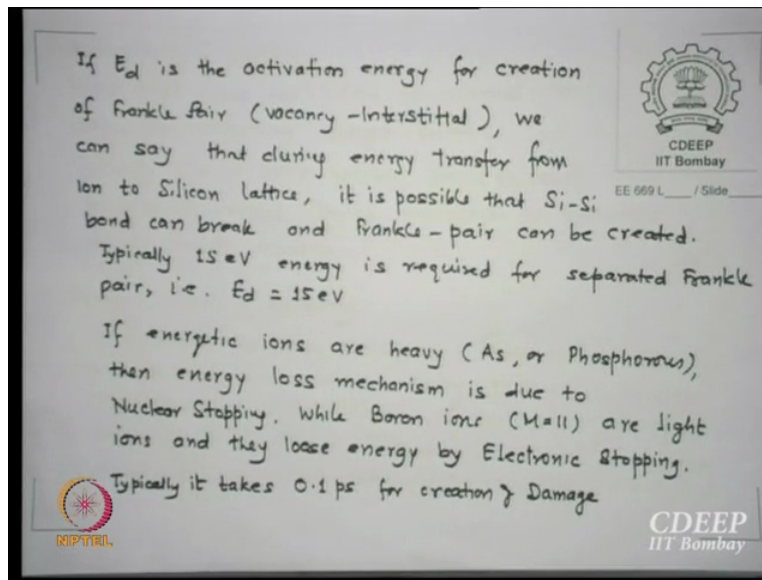 If Ed is the activation energy for creation
of Frankle Pair (vacancy - Interstitial), we
can say that during energy transfer from
Ion to Silicon lattice, it is possible that Si-Si
bond can break and Frankle-pair can be created.
Typically 15 eV energy is required for separated Frankle
pair, i.e. Ed = 15 eV
If energetic ions are heavy (As, or Phosphorous),
then energy loss mechanism is due to
Nuclear Stopping. While Boron ions (M=11) are light
ions and they loose energy by Electronic Stopping.
Typically it takes 0.1 ps for creation of Damage
CDEEP
IIT Bombay
EE 669 L___ / Slide___
NPTEL
CDEEP
IIT Bombay